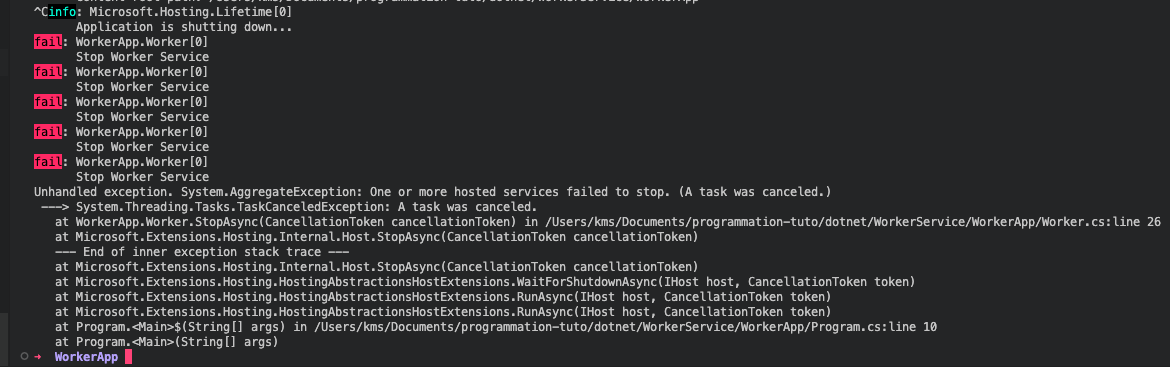 ^Cinfo: Microsoft.Hosting.Lifetime[0]
Application is shutting down...
fail: WorkerApp.Worker[0]
Stop Worker Service
fail: WorkerApp.Worker[0]
Stop Worker Service
fail: WorkerApp.Worker[0]
Stop Worker Service
fail: WorkerApp.Worker[0]
Stop Worker Service
fail: WorkerApp.Worker[0]
Stop Worker Service
Unhandled exception. System.AggregateException: One or more hosted services failed to stop. (A task was canceled.)
---> System.Threading.Tasks.TaskCanceledException: A task was canceled.
at WorkerApp.Worker.StopAsync(CancellationToken cancellationToken) in /Users/kms/Documents/programmation-tuto/dotnet/WorkerService/WorkerApp/Worker.cs:line 26
at Microsoft.Extensions.Hosting.Internal.Host.StopAsync(CancellationToken cancellationToken)
--- End of inner exception stack trace ---
at Microsoft.Extensions.Hosting.Internal.Host.StopAsync(CancellationToken cancellationToken)
at Microsoft.Extensions.Hosting.HostingAbstractionsHostExtensions.WaitForShutdownAsync(IHost host, CancellationToken token)
at Microsoft.Extensions.Hosting.HostingAbstractionsHostExtensions.RunAsync(IHost host, CancellationToken token)
at Microsoft.Extensions.Hosting.HostingAbstractionsHostExtensions.RunAsync(IHost host, CancellationToken token)
at Program.<Main>$(String[] args) in /Users/kms/Documents/programmation-tuto/dotnet/WorkerService/WorkerApp/Program.cs:line 10
at Program.<Main>(String[] args)
→ WorkerApp